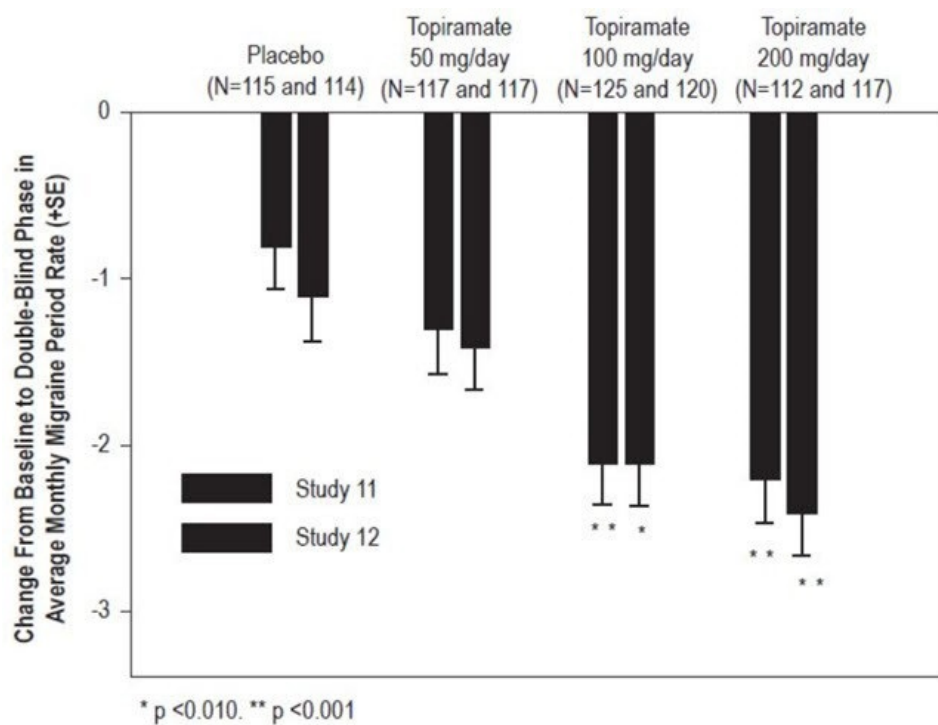 Placebo
(N=115 and 114)
Topiramate
50 mg/day
(N=117 and 117)
Topiramate
100 mg/day
(N=125 and 120)
Topiramate
200 mg/day
(N=112 and 117)
Change From Baseline to Double-Blind Phase in
Average Monthly Migraine Period Rate (+SE)
0
-1
-2
-3
Study 11
Study 12
* *
*
* *
* *
* p <0.010. ** p <0.001